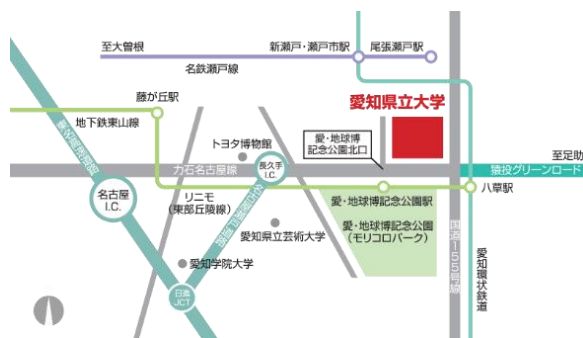 至大曽根
新瀬戸・瀬戸市駅
尾張瀬戸駅
名鉄瀬戸線
藤が丘駅
愛知県立大学
地下鉄東山線
トヨタ博物館
愛・地球博
記念公園北口
至足助
力石名古屋線
長久手
I.C.
猿投グリーンロード
名古屋
I.C.
リニモ
(東部丘陵線)
愛・地球博記念公園駅
八草駅
愛・地球博記念公園
(モリコロパーク)
愛知県立芸術大学
愛知学院大学
日進
JCT
国道155号線
愛知環状鉄道